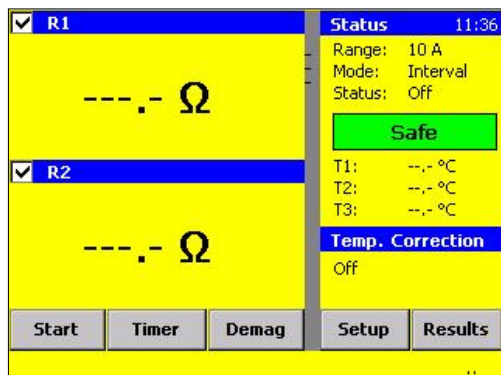 R1
---.- Ω
R2
---.- Ω
Status 11:36
Range: 10 A
Mode: Interval
Status: Off
Safe
T1: --.- °C
T2: --.- °C
T3: --.- °C
Temp. Correction
Off
Start Timer Demag Setup Results